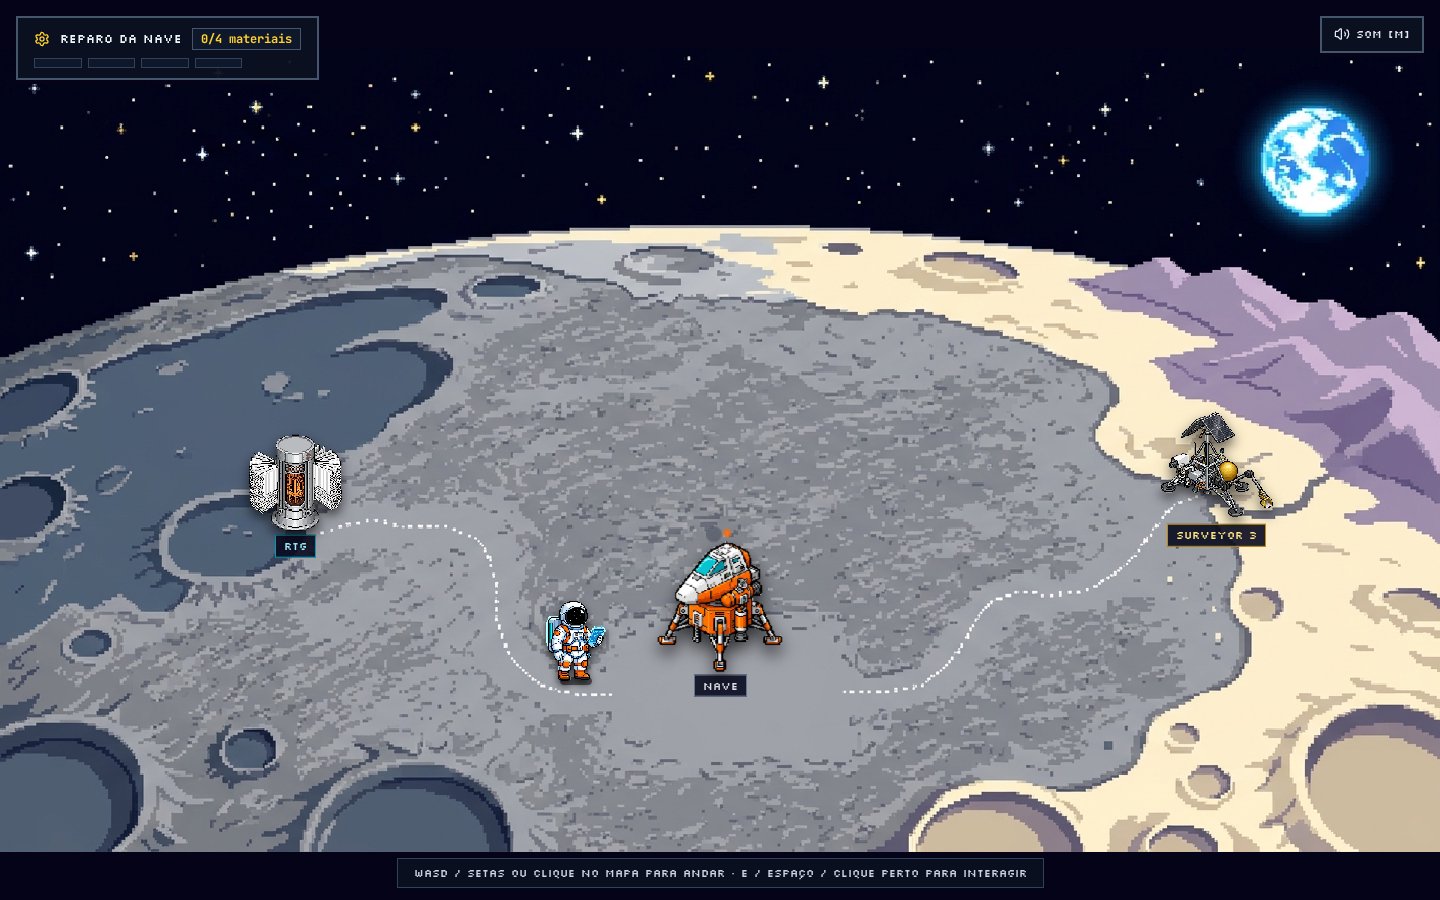 REPARO DA NAVE 0/4 materiais
SOM [M]
RTG
SURVEYOR 3
NAVE
WASD / SETAS OU CLIQUE NO MAPA PARA ANDAR · E / ESPAÇO / CLIQUE PERTO PARA INTERAGIR